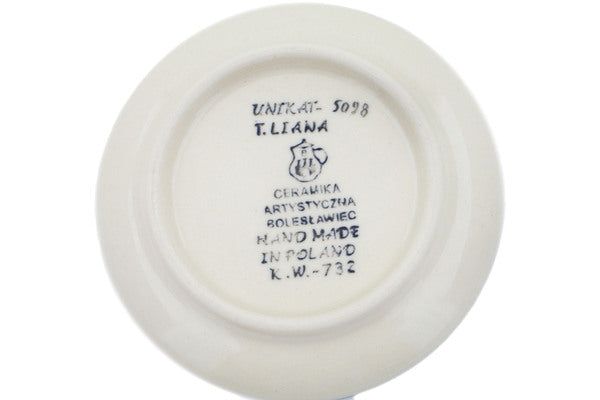 UNIKAT- 5098
T.LIANA
CERAMIKA
ARTYSTYCZNA
BOLESŁAWIEC
HAND MADE
IN POLAND
K.W.-732